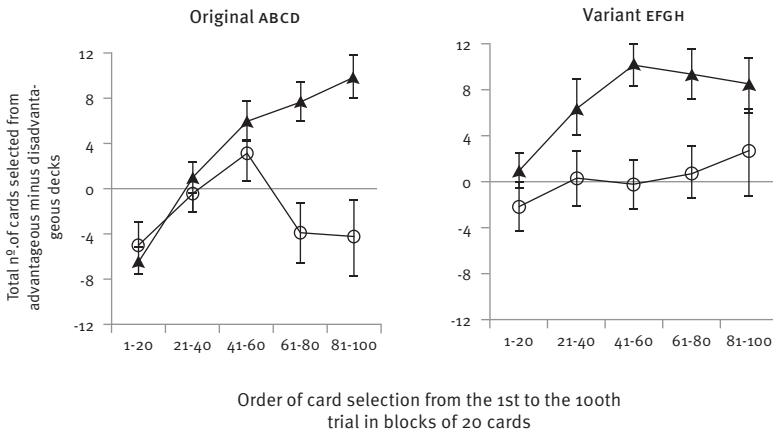 Original ABCD
Variant EFGH
Total nº.of cards selected from
advantageous minus disadvanta-
geous decks
12
8
4
0
-4
-8
-12
1-20 21-40 41-60 61-80 81-100
12
8
4
0
-4
-8
-12
1-20 21-40 41-60 61-80 81-100
Order of card selection from the 1st to the 100th
trial in blocks of 20 cards